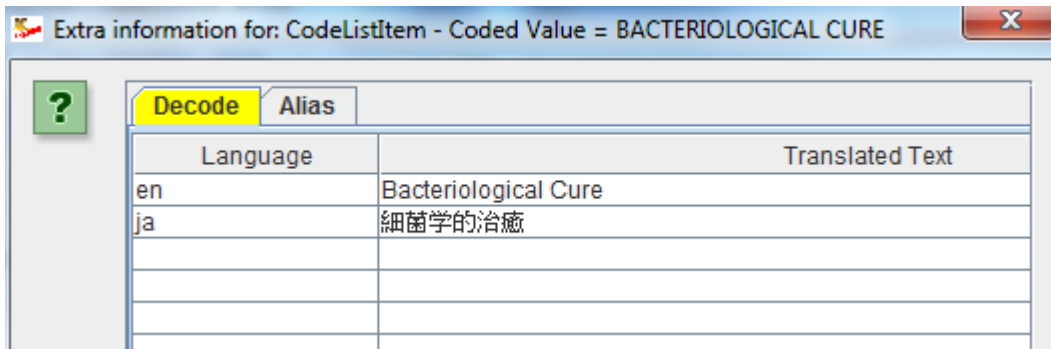 Extra information for: CodeListItem - Coded Value = BACTERIOLOGICAL CURE
?
Decode Alias
Language Translated Text
en Bacteriological Cure
ja 細菌学的治癒